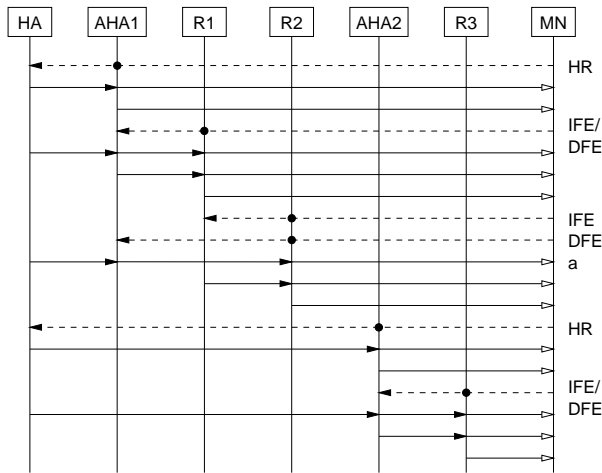 HA AHA1 R1 R2 AHA2 R3 MN
HR
IFE/
DFE
IFE
DFE
a
HR
IFE/
DFE